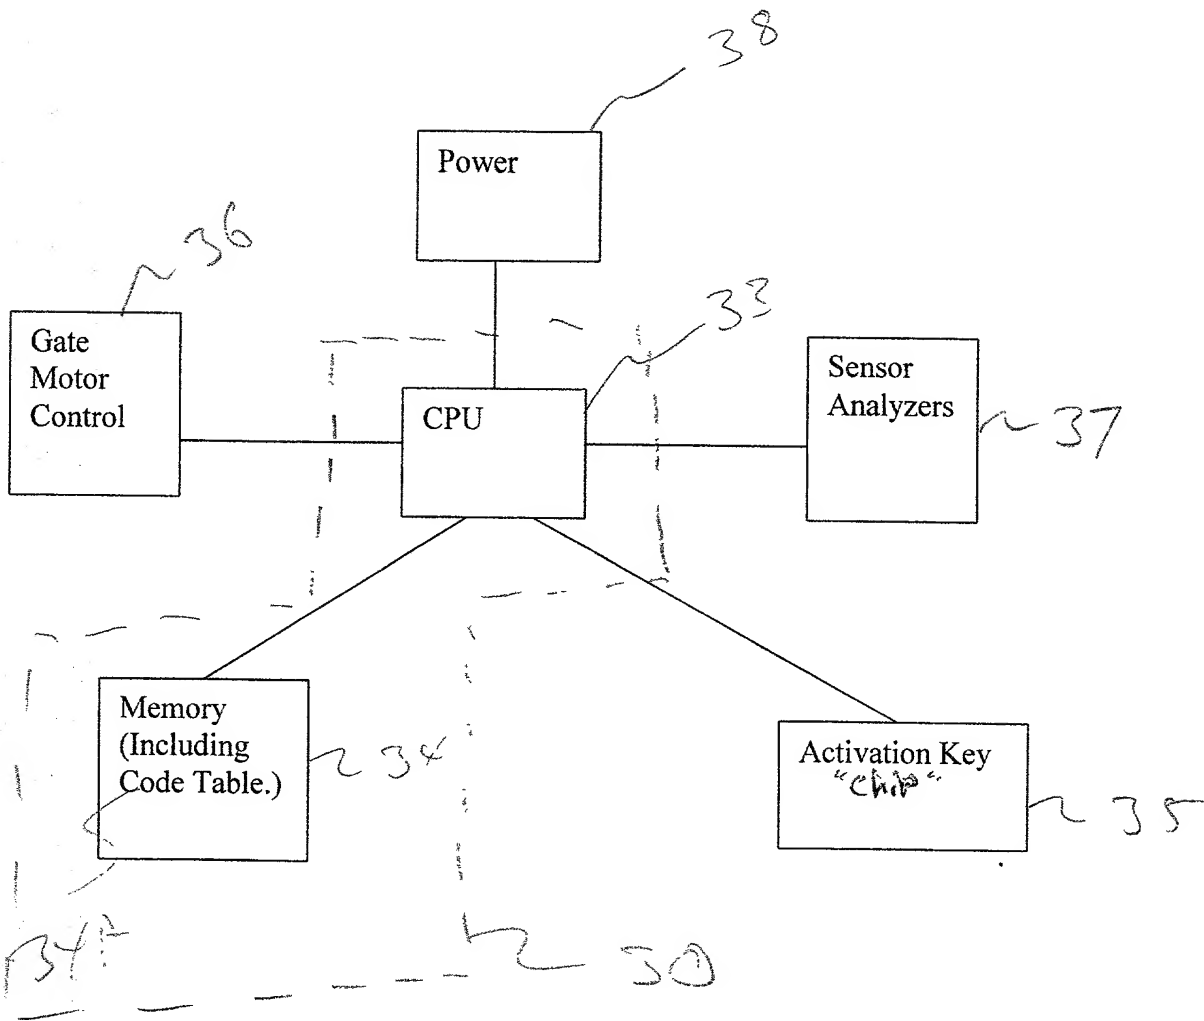 38
Power
36
33
Gate
Motor
Control
CPU
Sensor
Analyzers
37
Memory
(Including
Code Table.)
34
Activation Key
"chip"
35
30